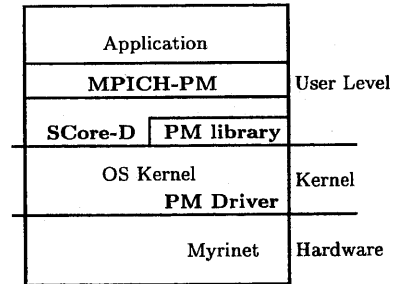 Application
MPICH-PM
User Level
SCore-D
PM library
OS Kernel
Kernel
PM Driver
Myrinet
Hardware